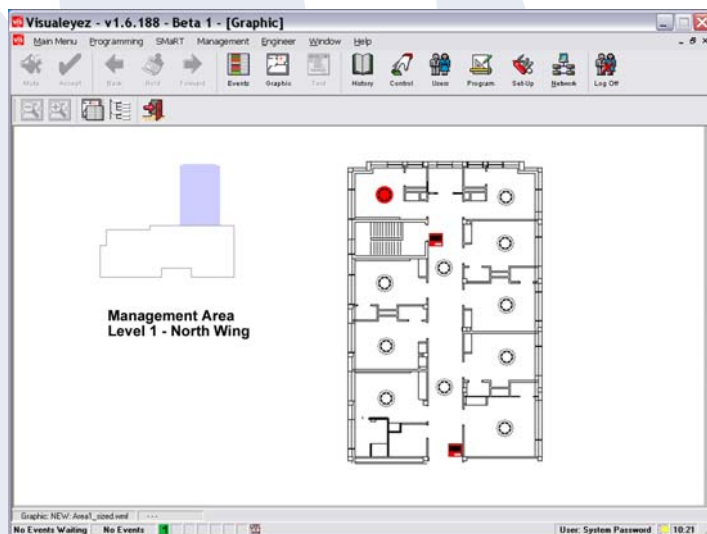 Visualeyez - v1.6.188 - Beta 1 - [Graphic]
Main Menu Programming SMaRT Management Engineer Window Help
Mute Accept Back Hold Forward Events Graphic Text History Control Users Program Set-Up Network Log Off
Management Area
Level 1 - North Wing
Graphic: NEW: Area1_sized.wmf ---
No Events Waiting No Events User: System Password 10:21